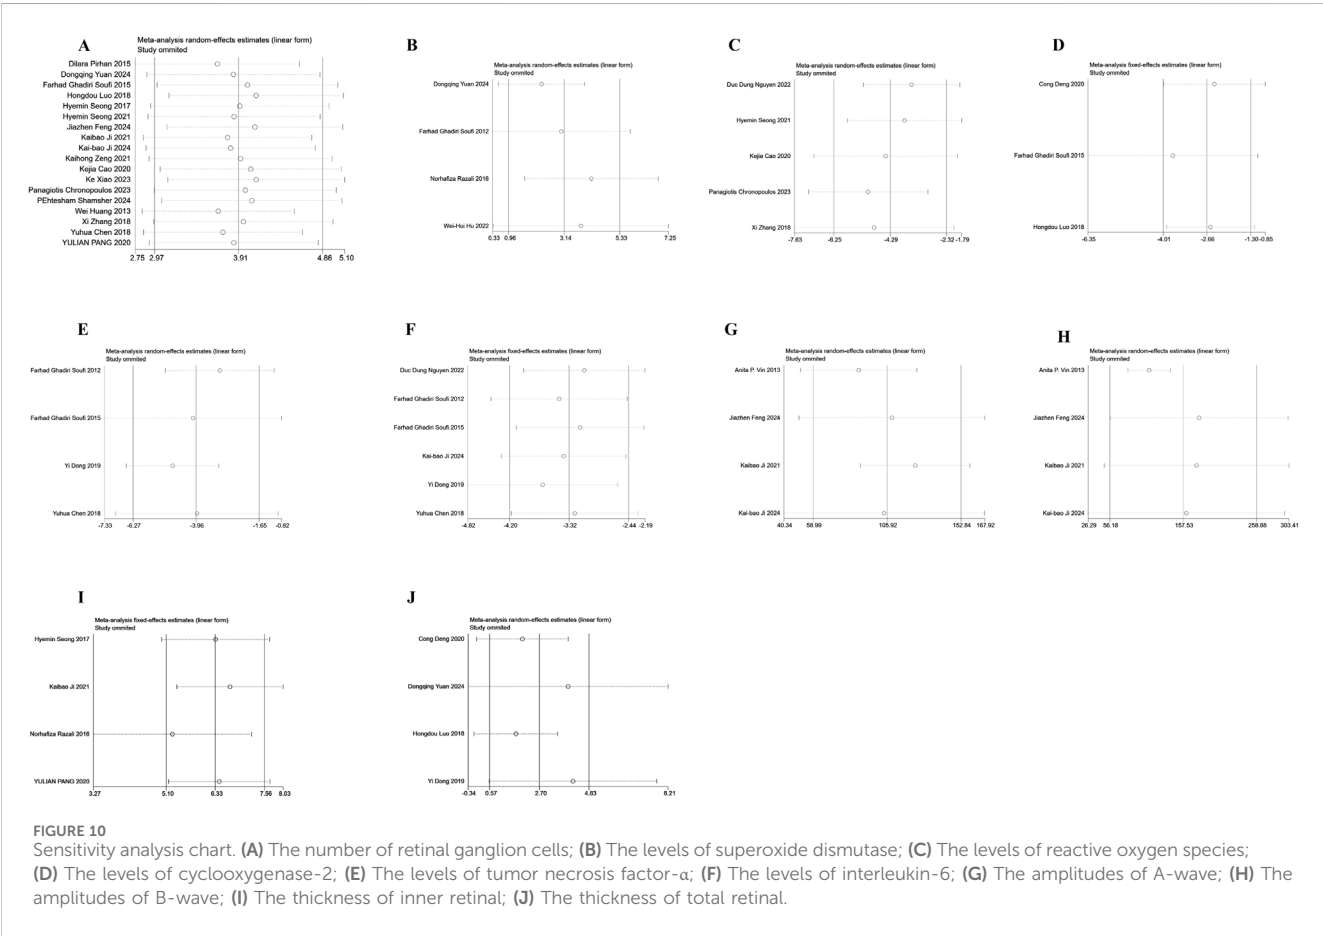 A
Meta-analysis random-effects estimates (linear form)
Study ommited
Dilara Pirhan 2015
Dongqing Yuan 2024
Farhad Ghadiri Soufi 2015
Hongdou Luo 2018
Hyemin Seong 2017
Hyemin Seong 2021
Jiazhen Feng 2024
Kaibao Ji 2021
Kai-bao Ji 2024
Kaihong Zeng 2021
Kejia Cao 2020
Ke Xiao 2023
Panagiotis Chronopoulos 2023
PEhtesham Shamsher 2024
Wei Huang 2013
Xi Zhang 2018
Yuhua Chen 2018
YULIAN PANG 2020
2.75 2.97 3.91 4.86 5.10
B
Meta-analysis random-effects estimates (linear form)
Study ommited
Dongqing Yuan 2024
Farhad Ghadiri Soufi 2012
Norhafiza Razali 2016
Wei-Hui Hu 2022
0.33 0.96 3.14 5.33 7.25
C
Meta-analysis random-effects estimates (linear form)
Study ommited
Duc Dung Nguyen 2022
Hyemin Seong 2021
Kejia Cao 2020
Panagiotis Chronopoulos 2023
Xi Zhang 2018
-7.63 -6.25 -4.29 -2.32 -1.79
D
Meta-analysis fixed-effects estimates (linear form)
Study ommited
Cong Deng 2020
Farhad Ghadiri Soufi 2015
Hongdou Luo 2018
-6.35 -4.01 -2.66 -1.30 -0.85
E
Meta-analysis random-effects estimates (linear form)
Study ommited
Farhad Ghadiri Soufi 2012
Farhad Ghadiri Soufi 2015
Yi Dong 2019
Yuhua Chen 2018
-7.33 -6.27 -3.96 -1.65 -0.82
F
Meta-analysis fixed-effects estimates (linear form)
Study ommited
Duc Dung Nguyen 2022
Farhad Ghadiri Soufi 2012
Farhad Ghadiri Soufi 2015
Kai-bao Ji 2024
Yi Dong 2019
Yuhua Chen 2018
-4.82 -4.20 -3.32 -2.44 -2.19
G
Meta-analysis random-effects estimates (linear form)
Study ommited
Anita P. Vin 2013
Jiazhen Feng 2024
Kaibao Ji 2021
Kai-bao Ji 2024
40.34 58.99 105.92 152.84 167.92
H
Meta-analysis random-effects estimates (linear form)
Study ommited
Anita P. Vin 2013
Jiazhen Feng 2024
Kaibao Ji 2021
Kai-bao Ji 2024
26.29 56.18 157.53 258.88 303.41
I
Meta-analysis fixed-effects estimates (linear form)
Study ommited
Hyemin Seong 2017
Kaibao Ji 2021
Norhafiza Razali 2016
YULIAN PANG 2020
3.27 5.10 6.33 7.56 8.03
J
Meta-analysis random-effects estimates (linear form)
Study ommited
Cong Deng 2020
Dongqing Yuan 2024
Hongdou Luo 2018
Yi Dong 2019
-0.34 0.57 2.70 4.83 8.21
FIGURE 10
Sensitivity analysis chart. (A) The number of retinal ganglion cells; (B) The levels of superoxide dismutase; (C) The levels of reactive oxygen species;
(D) The levels of cyclooxygenase-2; (E) The levels of tumor necrosis factor-α; (F) The levels of interleukin-6; (G) The amplitudes of A-wave; (H) The
amplitudes of B-wave; (I) The thickness of inner retinal; (J) The thickness of total retinal.